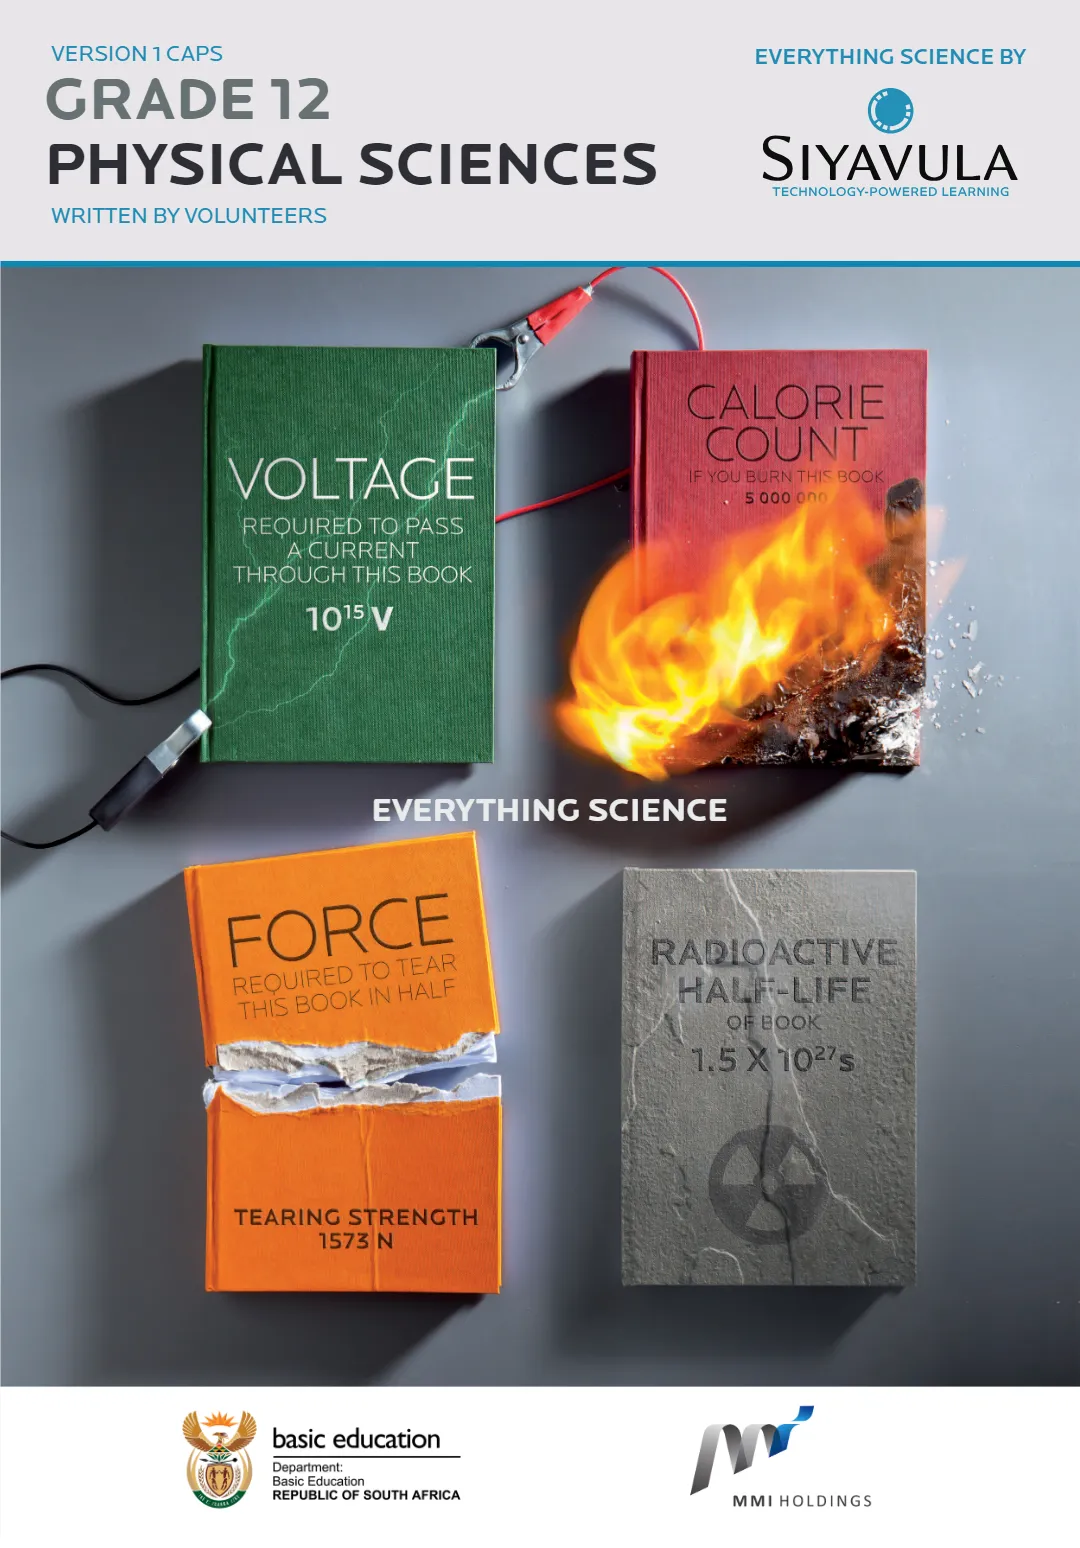 VERSION 1 CAPS
GRADE 12
PHYSICAL SCIENCES
WRITTEN BY VOLUNTEERS
EVERYTHING SCIENCE BY
SIYAVULA
TECHNOLOGY-POWERED LEARNING
VOLTAGE
REQUIRED TO PASS
A CURRENT
THROUGH THIS BOOK
10¹⁵ V
CALORIE
COUNT
IF YOU BURN THIS BOOK
5 000 000
EVERYTHING SCIENCE
FORCE
REQUIRED TO TEAR
THIS BOOK IN HALF
TEARING STRENGTH
1573 N
RADIOACTIVE
HALF-LIFE
OF BOOK
1.5 X 10²⁷s
basic education
Department:
Basic Education
REPUBLIC OF SOUTH AFRICA
MMI HOLDINGS